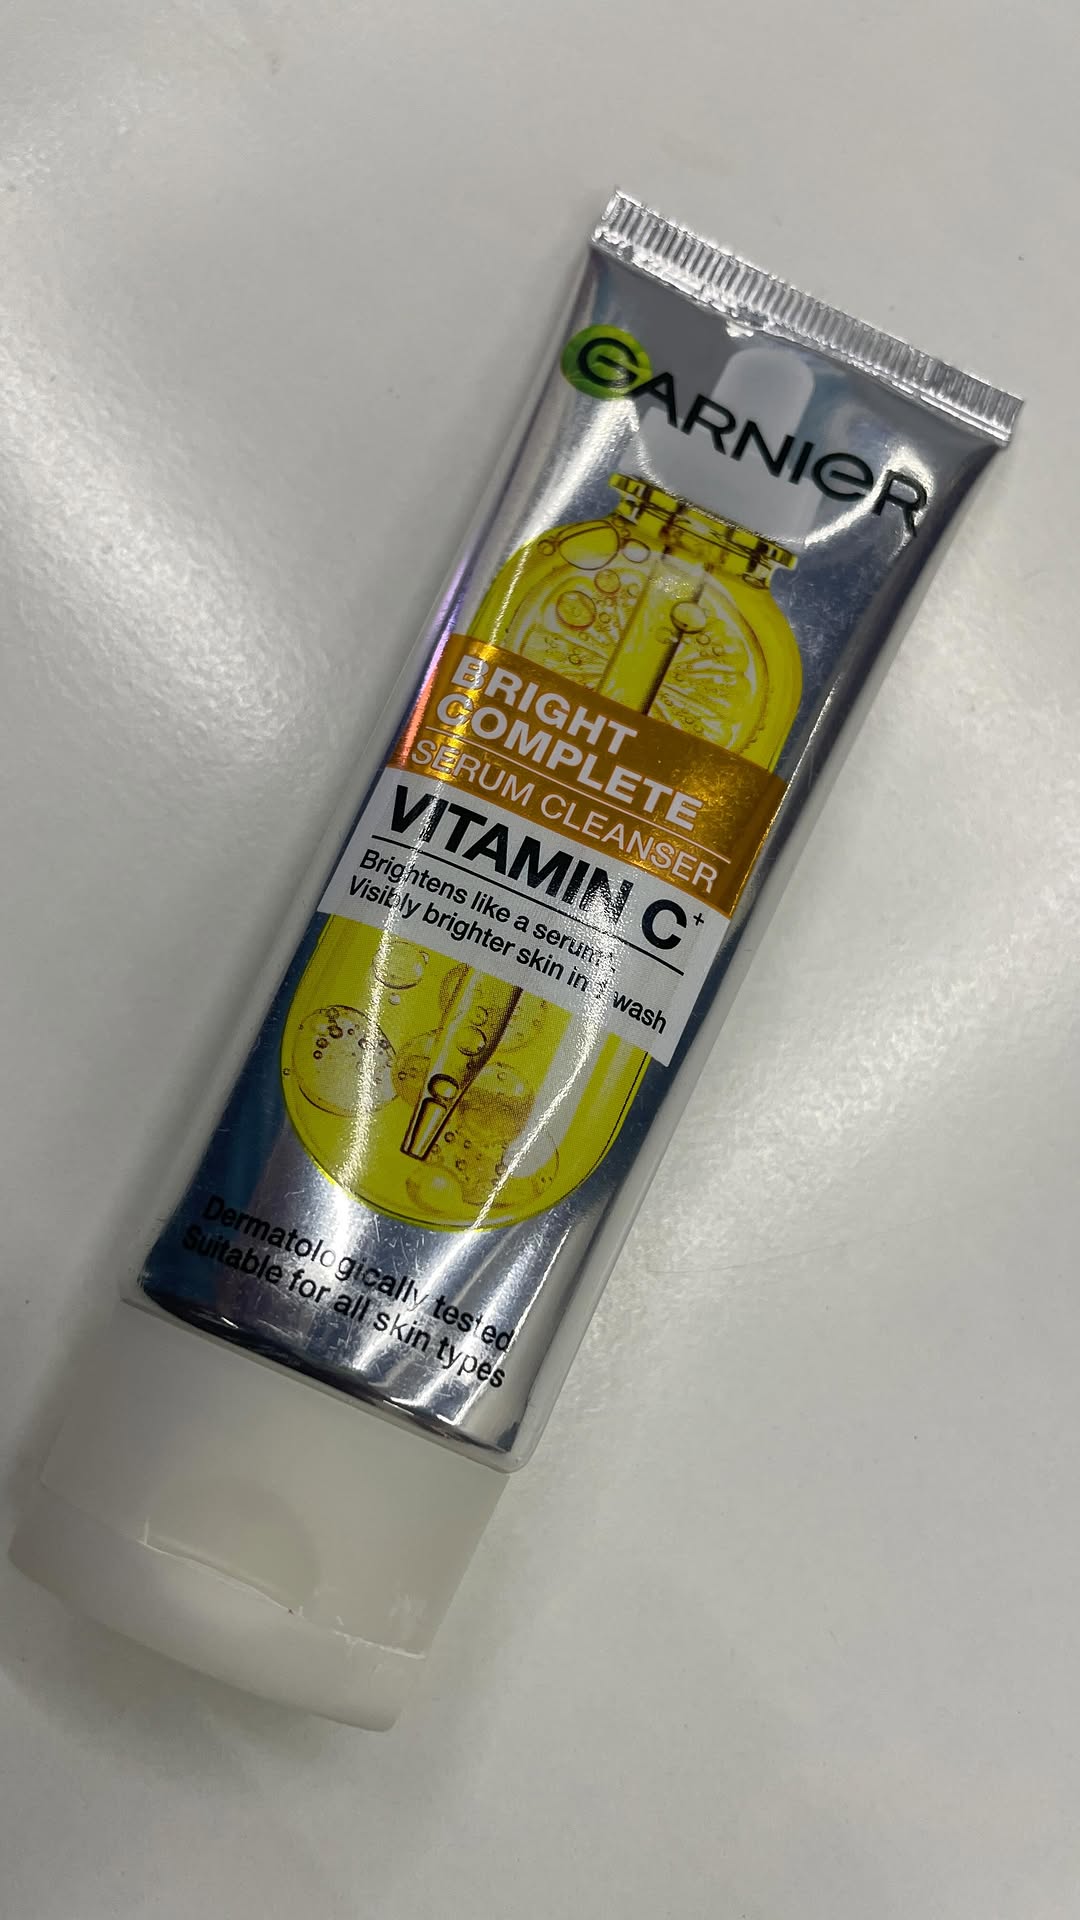 GARNIER
BRIGHT
COMPLETE
SERUM CLEANSER
VITAMIN C+
Brightens like a serum
Visibly brighter skin in wash
Dermatologically tested
Suitable for all skin types